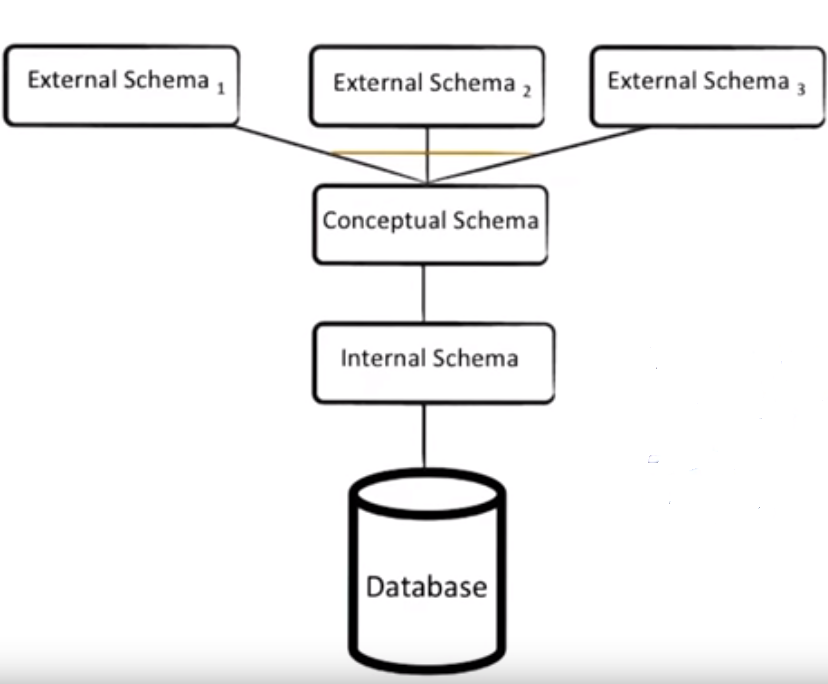 External Schema 1
External Schema 2
External Schema 3
Conceptual Schema
Internal Schema
Database